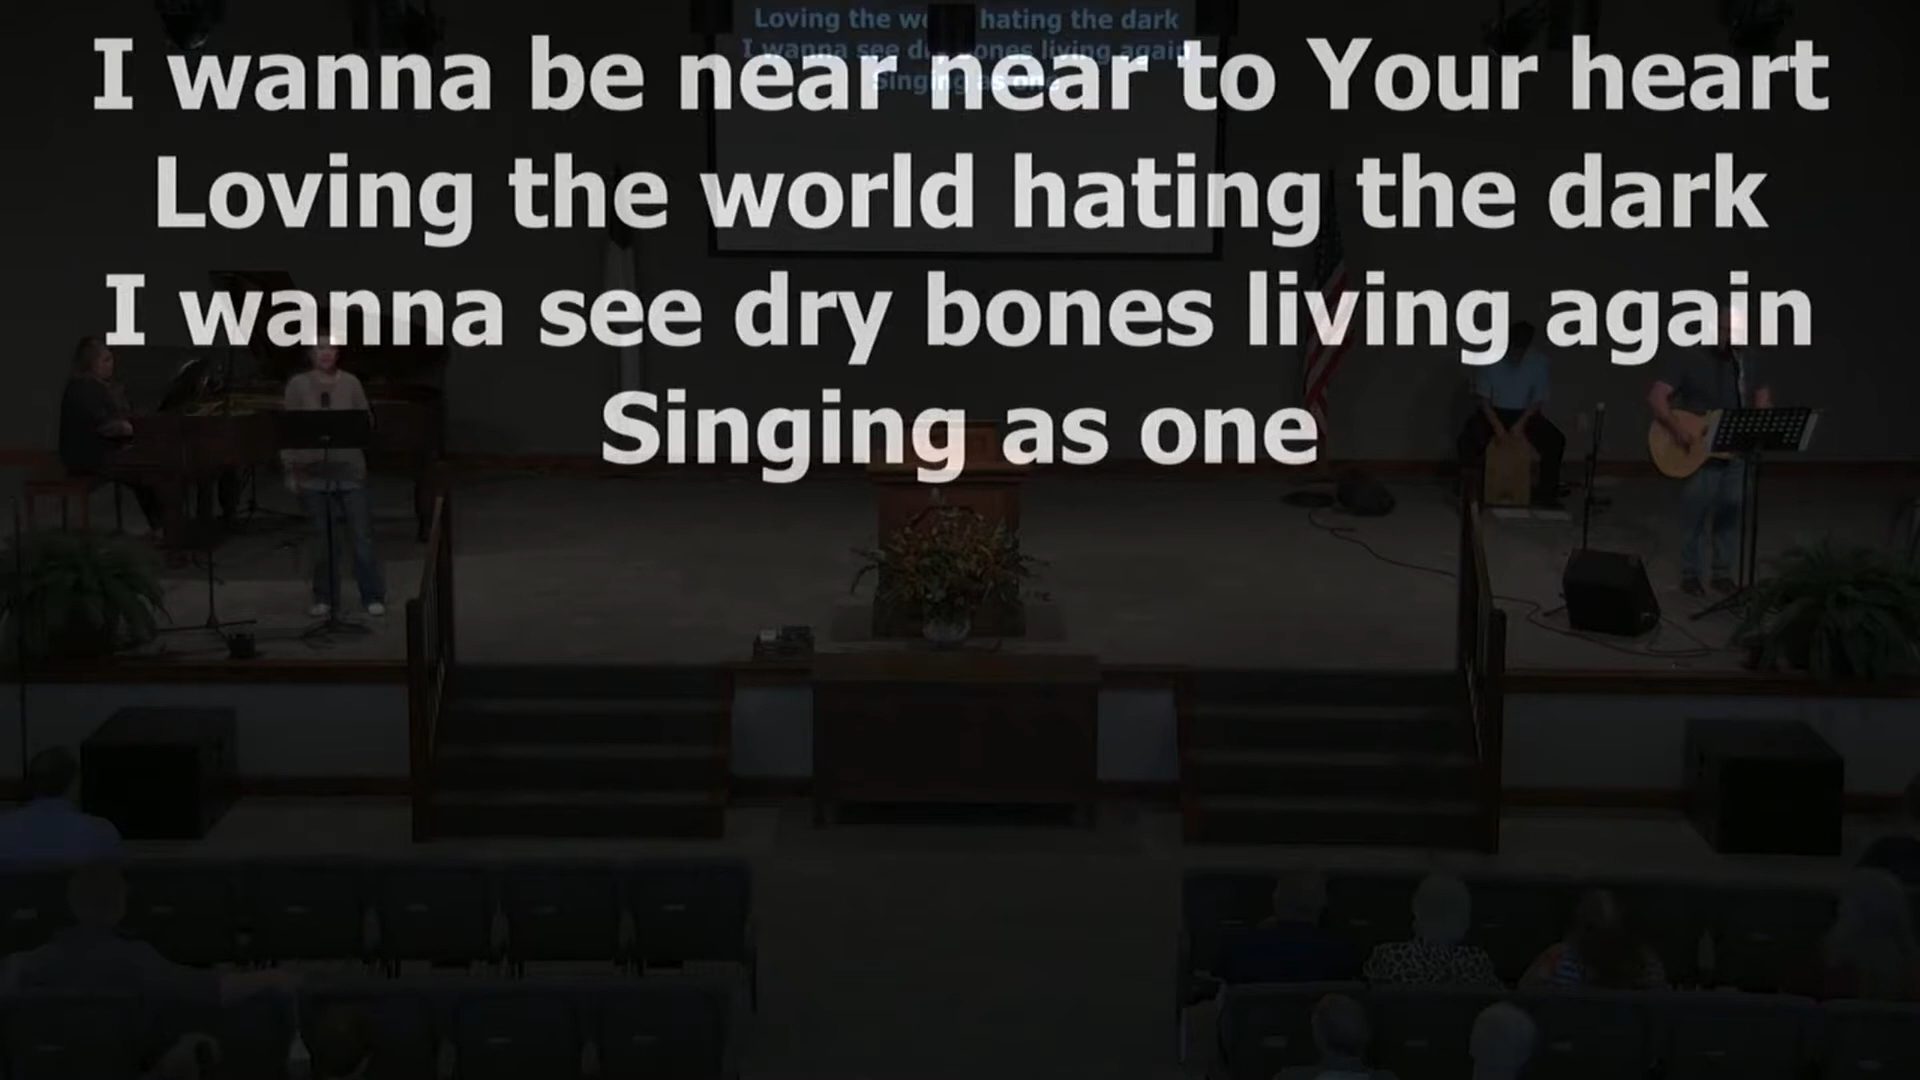 I wanna be near near to Your heart
Loving the world hating the dark
I wanna see dry bones living again
Singing as one
Loving the wo hating the dark
I wanna see dry bones living again
Singing as one